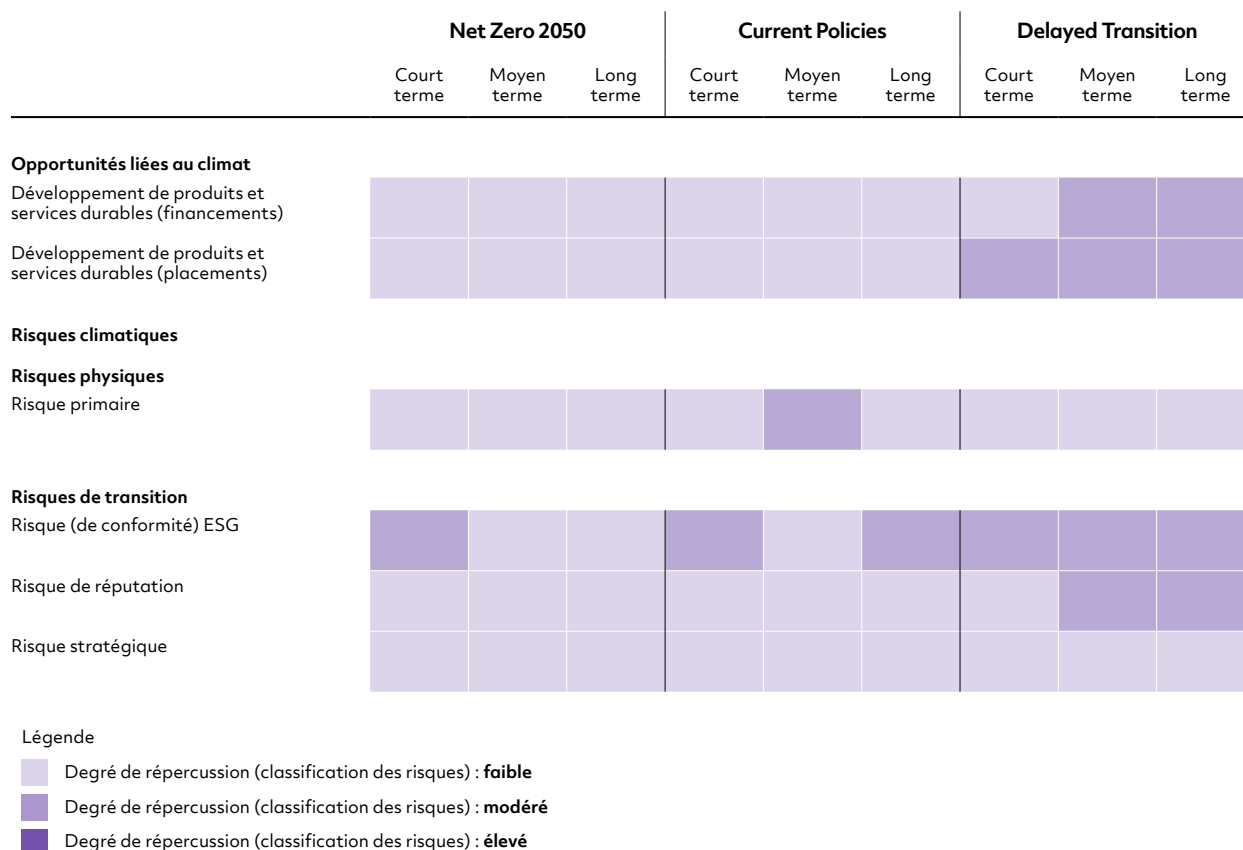 Net Zero 2050 Current Policies Delayed Transition
Court terme Moyen terme Long terme Court terme Moyen terme Long terme Court terme Moyen terme Long terme
Opportunités liées au climat
Développement de produits et
services durables (financements)
Développement de produits et
services durables (placements)
Risques climatiques
Risques physiques
Risque primaire
Risques de transition
Risque (de conformité) ESG
Risque de réputation
Risque stratégique
Légende
Degré de répercussion (classification des risques) : faible
Degré de répercussion (classification des risques) : modéré
Degré de répercussion (classification des risques) : élevé